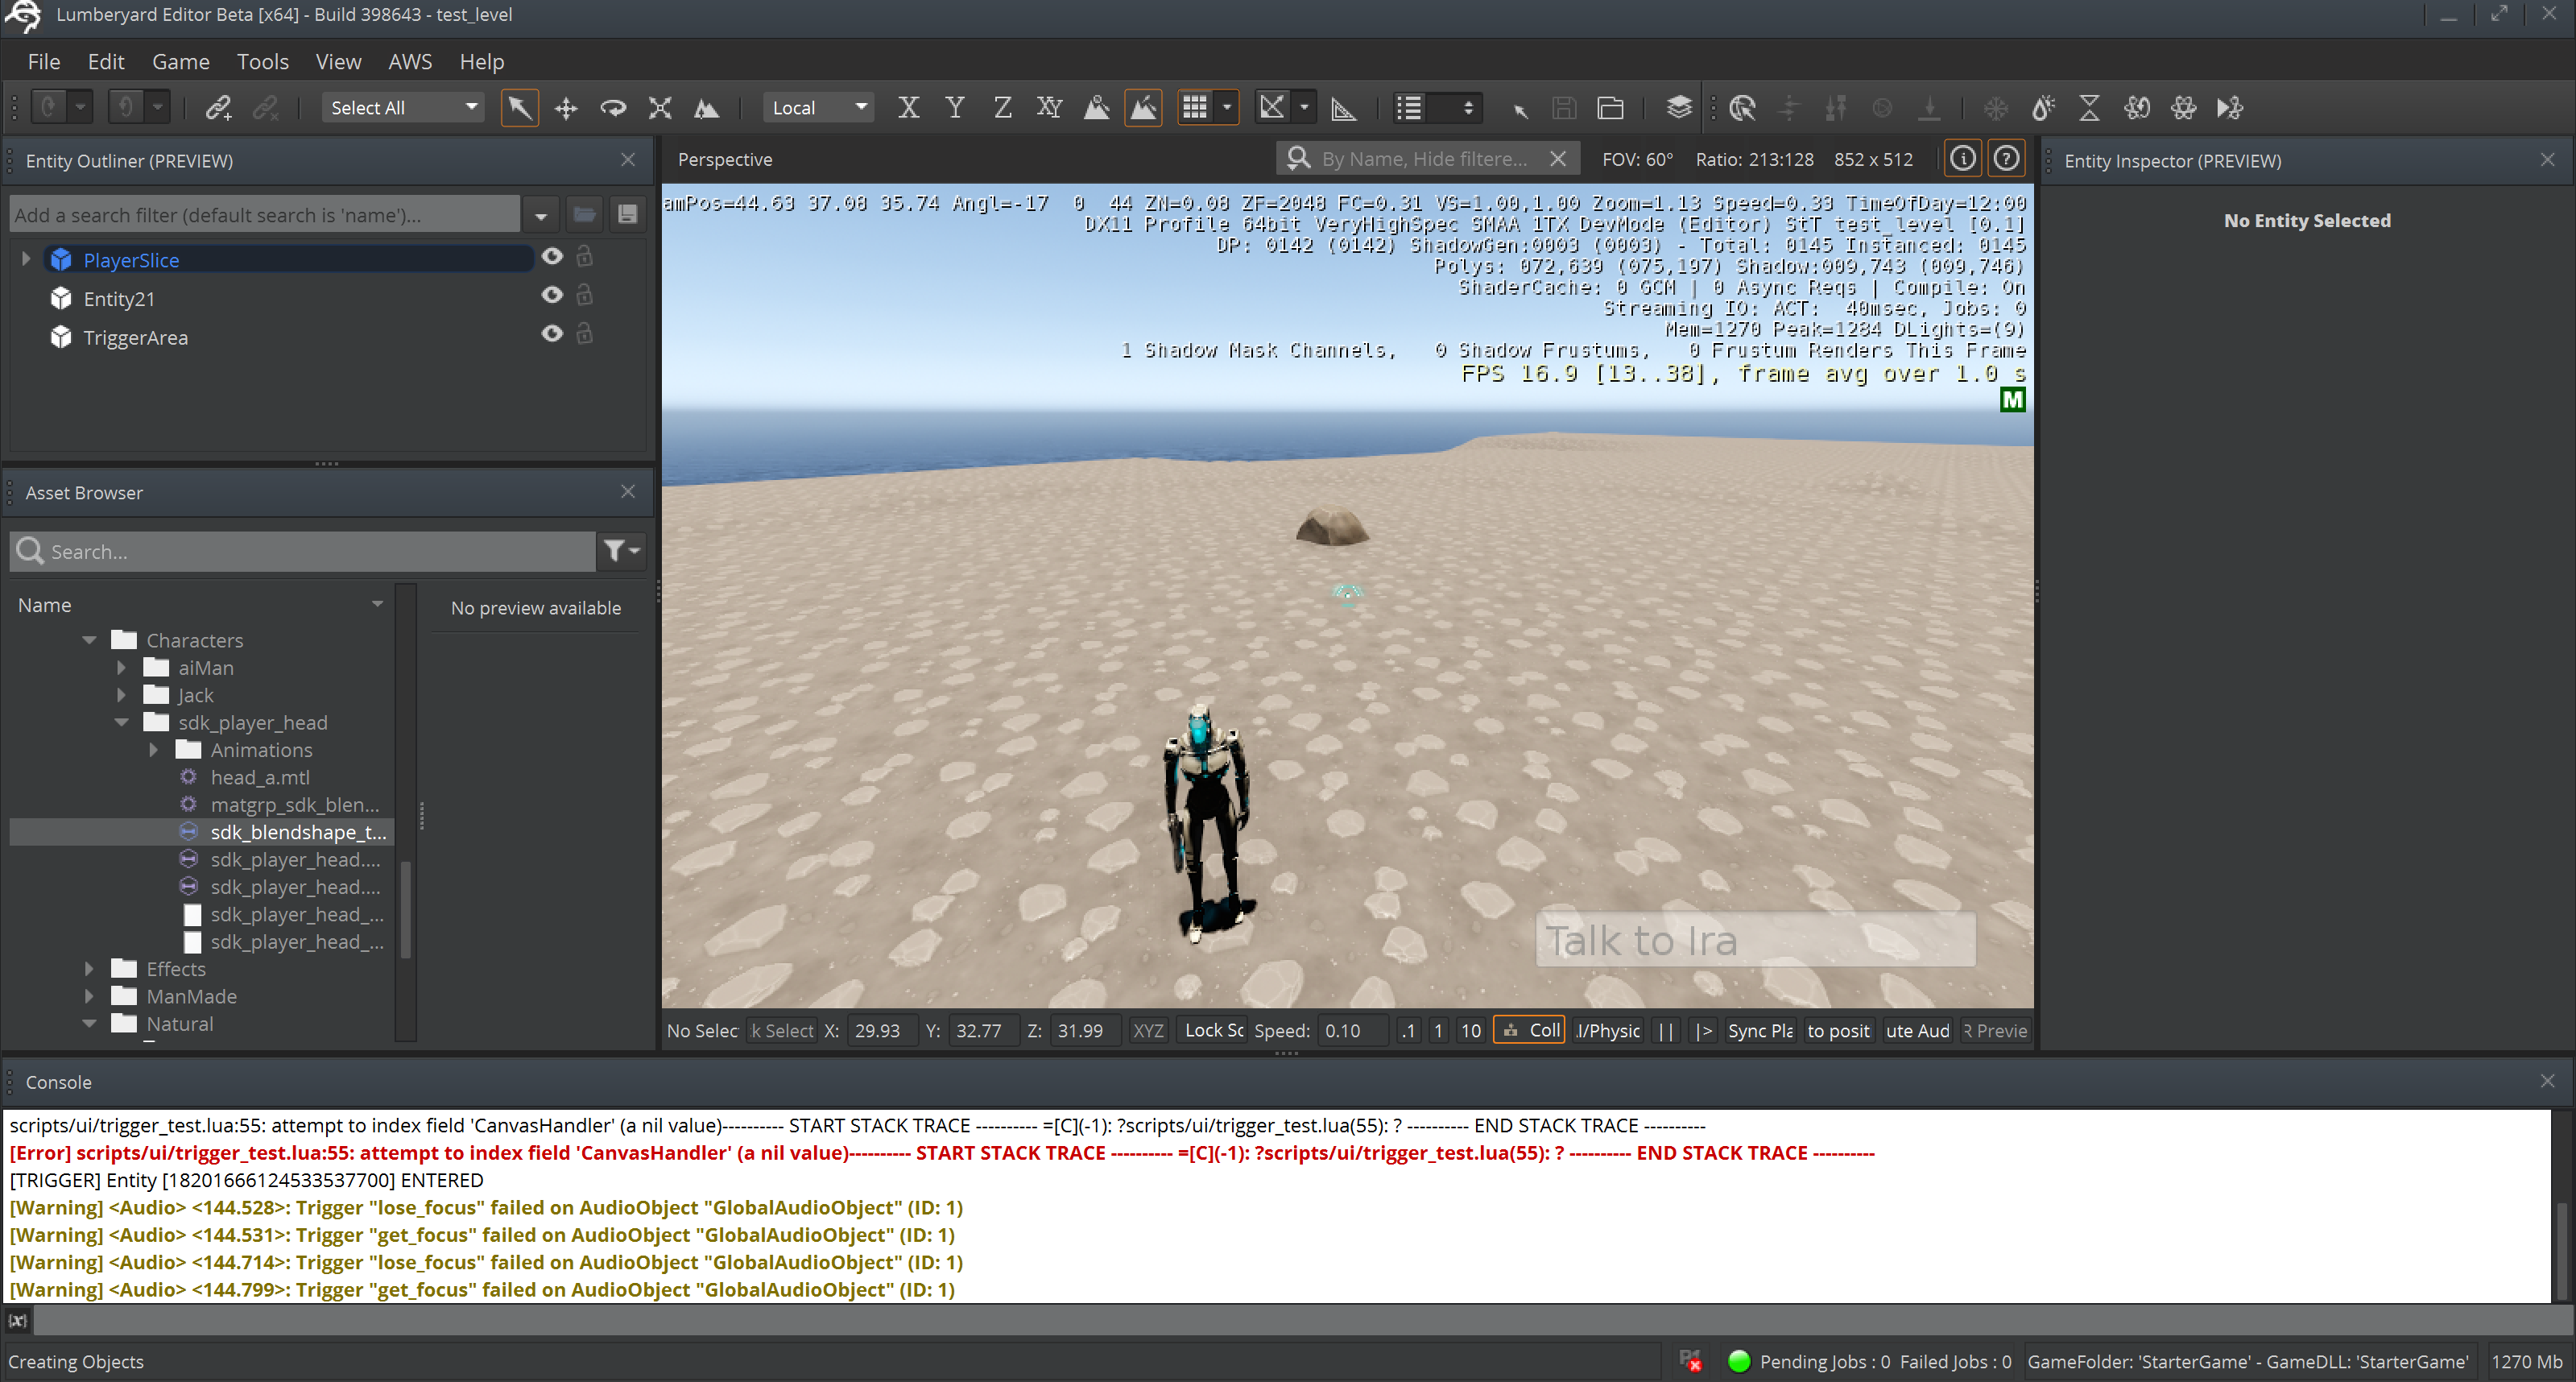 Lumberyard Editor Beta [x64] - Build 398643 - test_level
File Edit Game Tools View AWS Help
Select All
Local
X Y Z XY
Entity Outliner (PREVIEW)
Add a search filter (default search is 'name')...
PlayerSlice
Entity21
TriggerArea
Asset Browser
Search...
Name
No preview available
Characters
aiMan
Jack
sdk_player_head
Animations
head_a.mtl
matgrp_sdk_blen...
sdk_blendshape_t...
sdk_player_head....
sdk_player_head....
sdk_player_head_...
sdk_player_head_...
Effects
ManMade
Natural
Perspective
By Name, Hide filtere...
FOV: 60° Ratio: 213:128 852 x 512
amPos=44.63 37.08 35.74 Angl=-17 0 44 ZN=0.08 ZF=2048 FC=0.31 VS=1.00,1.00 Zoom=1.13 Speed=0.33 TimeOfDay=12:00
DX11 Profile 64bit VeryHighSpec SMAA 1TX DevMode (Editor) StT test_level [0.1]
DP: 0142 (0142) ShadowGen:0003 (0003) - Total: 0145 Instanced: 0145
Polys: 072,639 (075,197) Shadow:009,743 (009,746)
ShaderCache: 0 GCM | 0 Async Reqs | Compile: On
Streaming IO: ACT: 40msec, Jobs: 0
Mem=1270 Peak=1284 DLights=(9)
1 Shadow Mask Channels, 0 Shadow Frustums, 0 Frustum Renders This Frame
FPS 16.9 [13..38], frame avg over 1.0 s
M
Talk to Ira
No Selec k Select X: 29.93 Y: 32.77 Z: 31.99 XYZ Lock Sc Speed: 0.10 .1 1 10 Coll I/Physic || |> Sync Pla to posit ute Aud R Previe
Entity Inspector (PREVIEW)
No Entity Selected
Console
scripts/ui/trigger_test.lua:55: attempt to index field 'CanvasHandler' (a nil value)---------- START STACK TRACE ---------- =[C](-1): ?scripts/ui/trigger_test.lua(55): ? ---------- END STACK TRACE ----------
[Error] scripts/ui/trigger_test.lua:55: attempt to index field 'CanvasHandler' (a nil value)---------- START STACK TRACE ---------- =[C](-1): ?scripts/ui/trigger_test.lua(55): ? ---------- END STACK TRACE ----------
[TRIGGER] Entity [18201666124533537700] ENTERED
[Warning] <Audio> <144.528>: Trigger "lose_focus" failed on AudioObject "GlobalAudioObject" (ID: 1)
[Warning] <Audio> <144.531>: Trigger "get_focus" failed on AudioObject "GlobalAudioObject" (ID: 1)
[Warning] <Audio> <144.714>: Trigger "lose_focus" failed on AudioObject "GlobalAudioObject" (ID: 1)
[Warning] <Audio> <144.799>: Trigger "get_focus" failed on AudioObject "GlobalAudioObject" (ID: 1)
Creating Objects
Pending Jobs : 0 Failed Jobs : 0 GameFolder: 'StarterGame' - GameDLL: 'StarterGame' 1270 Mb